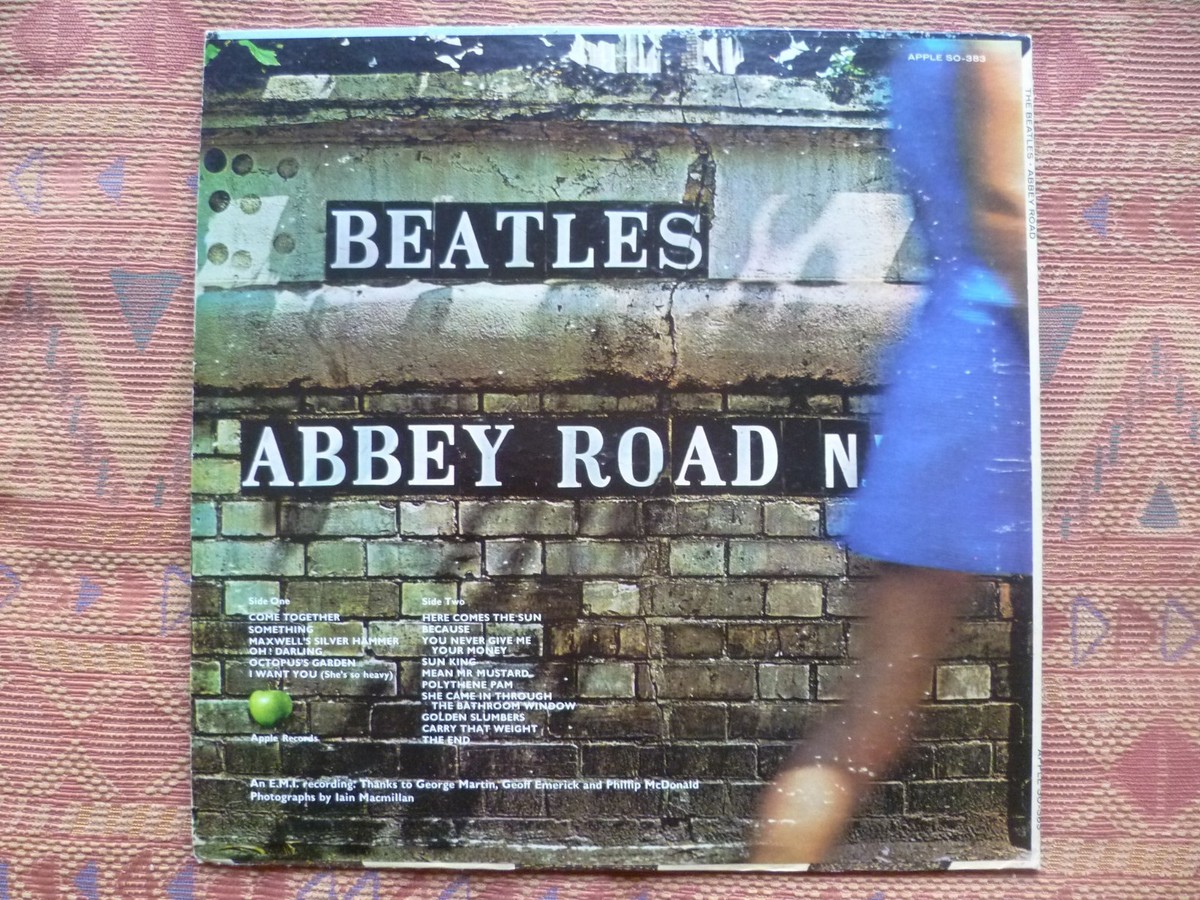 APPLE SO-383
THE BEATLES · ABBEY ROAD
BEATLES
ABBEY ROAD N
Side One
COME TOGETHER
SOMETHING
MAXWELL'S SILVER HAMMER
OH! DARLING
OCTOPUS'S GARDEN
I WANT YOU (She's so heavy)
Apple Records
Side Two
HERE COMES THE SUN
BECAUSE
YOU NEVER GIVE ME
YOUR MONEY
SUN KING
MEAN MR MUSTARD
POLYTHENE PAM
SHE CAME IN THROUGH
THE BATHROOM WINDOW
GOLDEN SLUMBERS
CARRY THAT WEIGHT
THE END
An E.M.I. recording: Thanks to George Martin, Geoff Emerick and Phillip McDonald
Photographs by Iain Macmillan